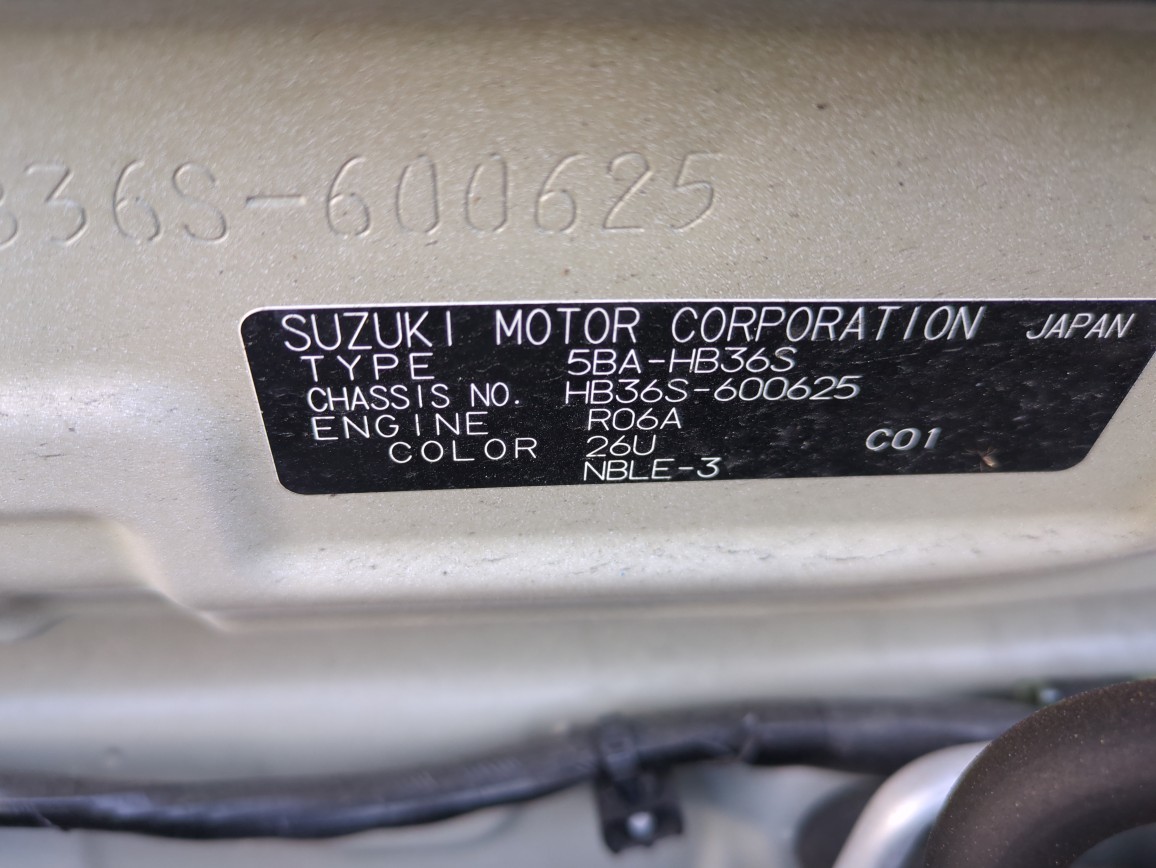 B36S-600625
SUZUKI MOTOR CORPORATION JAPAN
TYPE 5BA-HB36S
CHASSIS NO. HB36S-600625
ENGINE R06A
COLOR 26U C01
NBLE-3